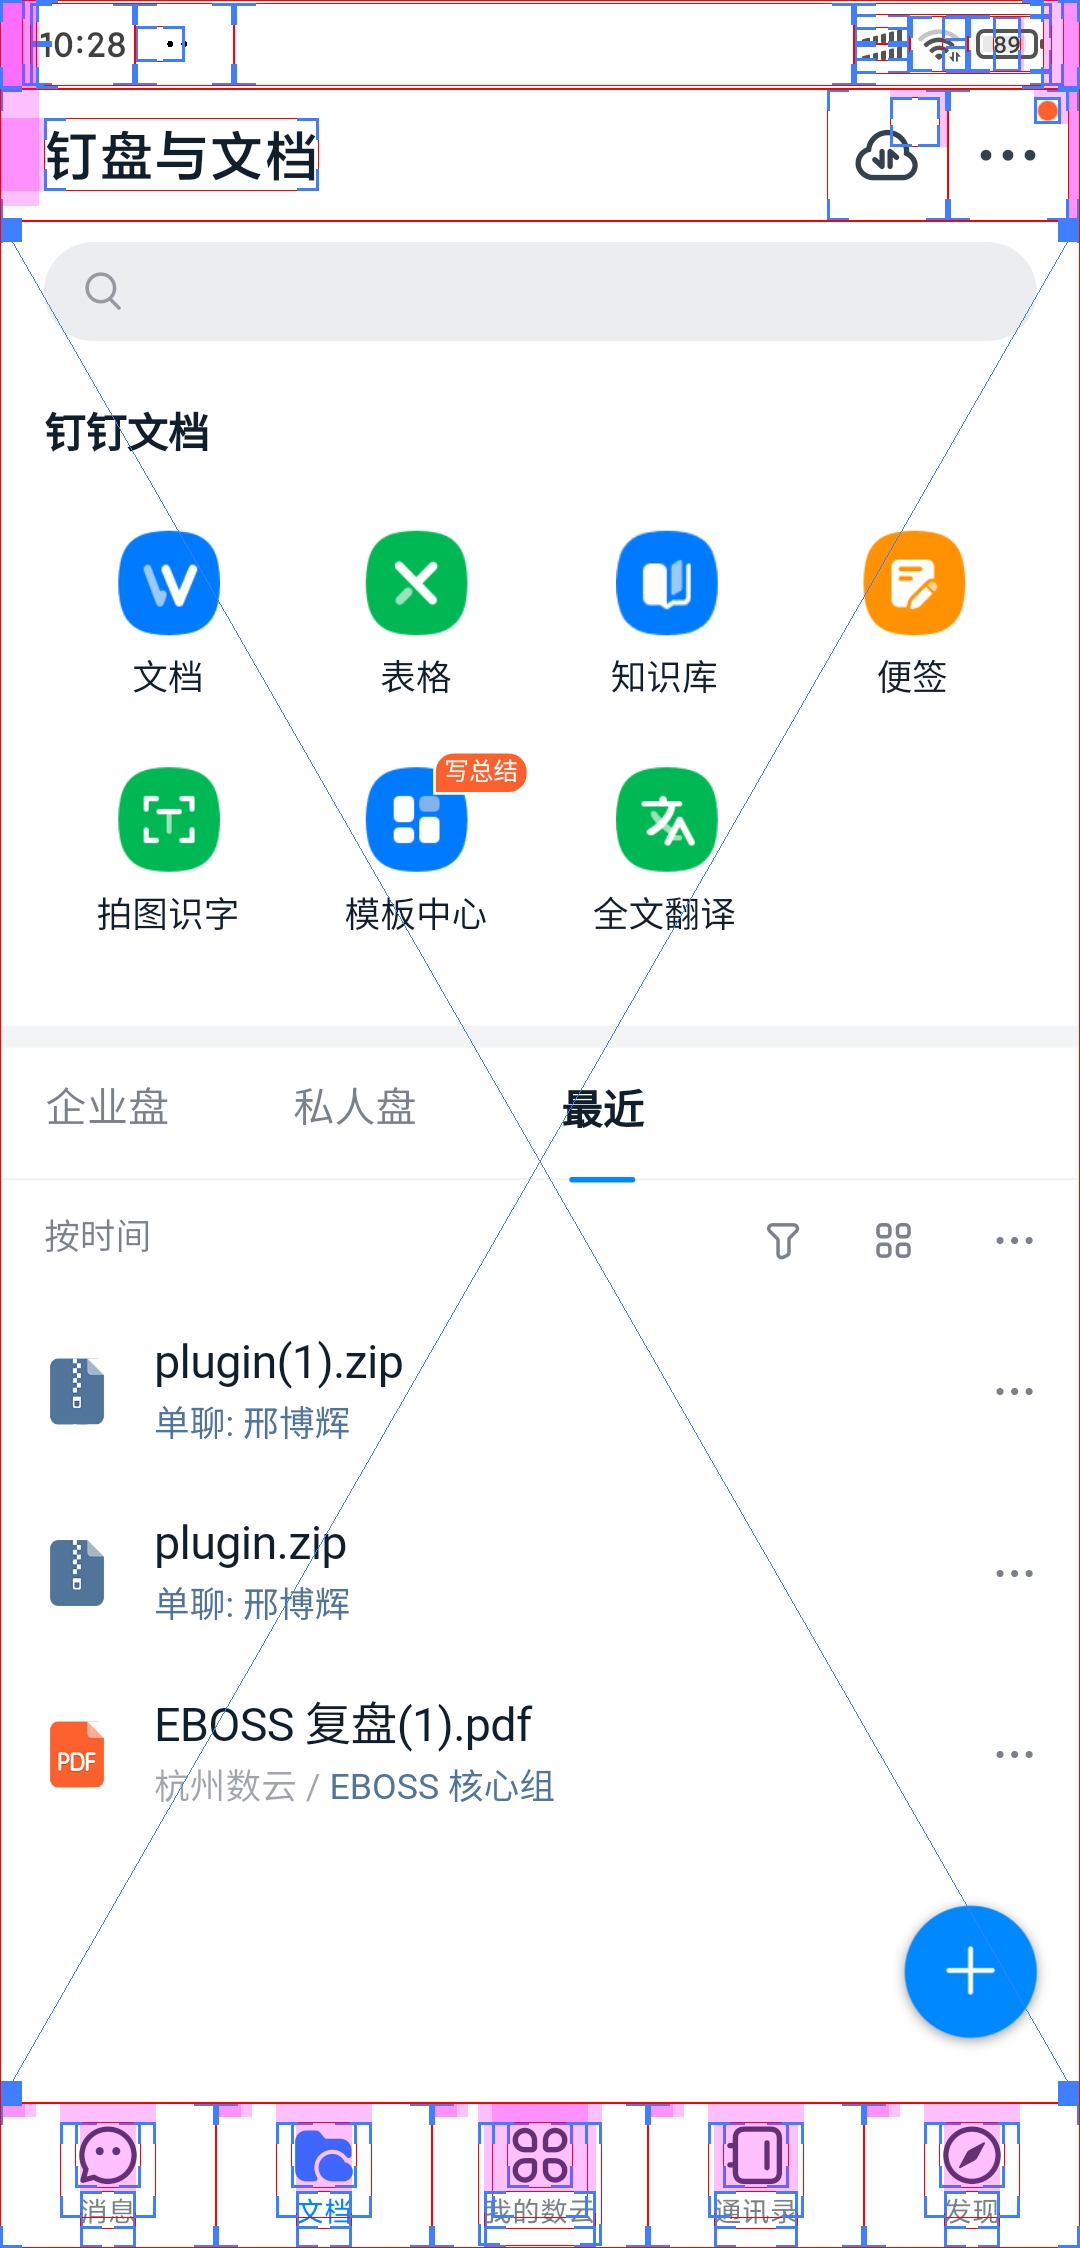 10:28
89
钉盘与文档
钉钉文档
文档
表格
知识库
便签
写总结
拍图识字
模板中心
全文翻译
企业盘
私人盘
最近
按时间
plugin(1).zip
单聊: 邢博辉
plugin.zip
单聊: 邢博辉
PDF
EBOSS 复盘(1).pdf
杭州数云 / EBOSS 核心组
消息
文档
我的数云
通讯录
发现